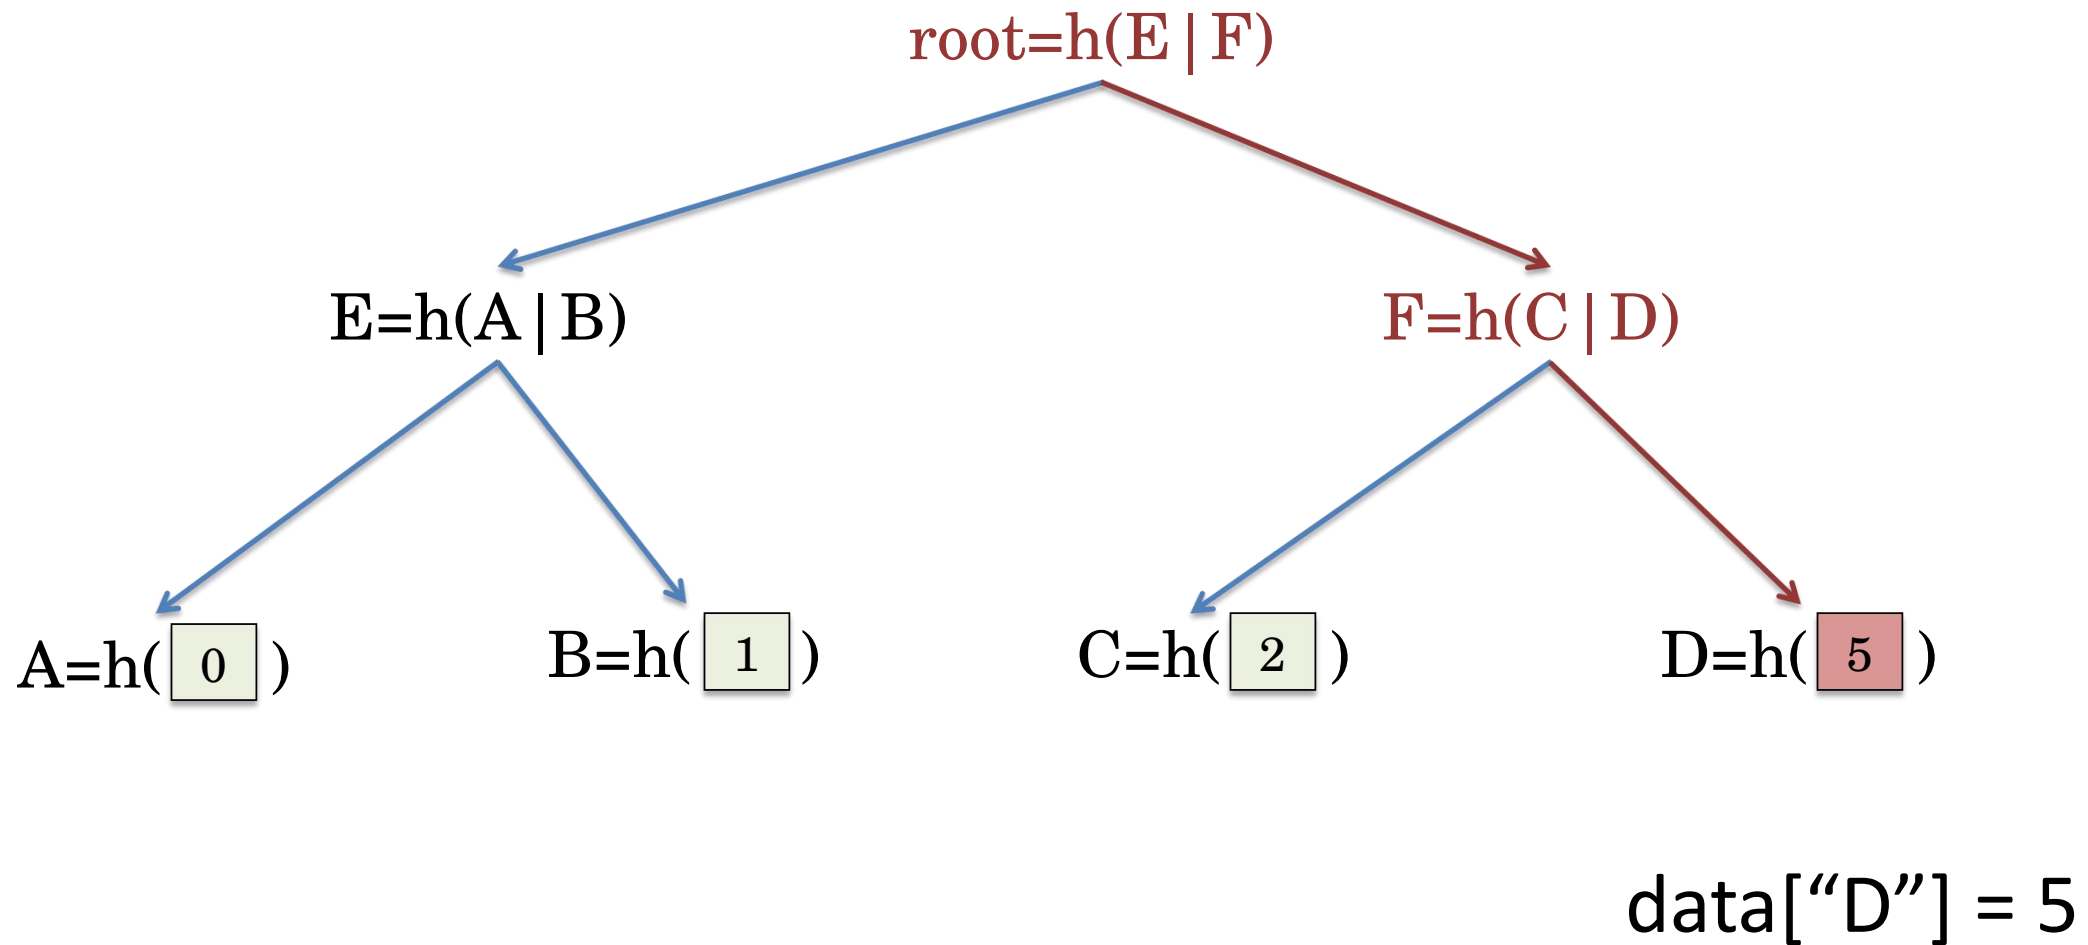 root=h(E|F)
E=h(A|B) F=h(C|D)
A=h( 0 ) B=h( 1 ) C=h( 2 ) D=h( 5 )
data[“D”] = 5